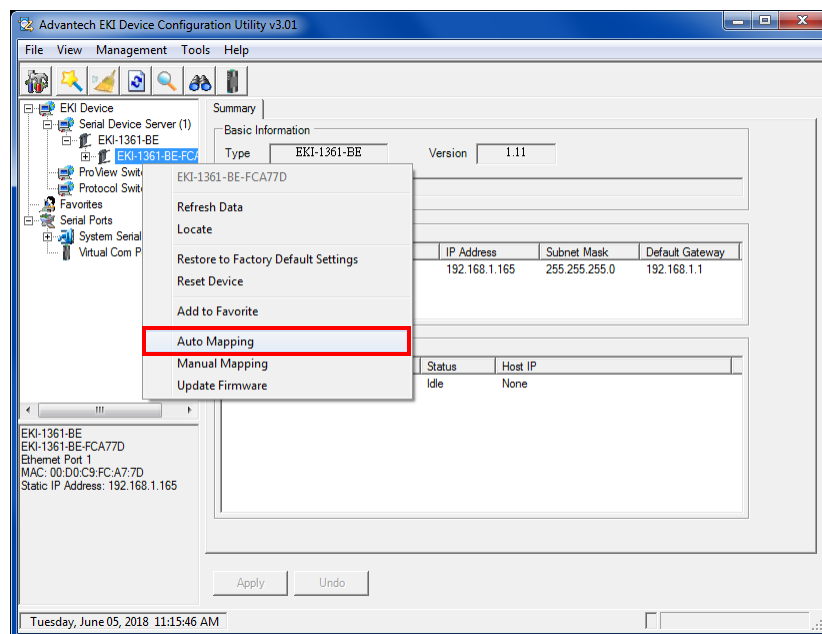 Advantech EKI Device Configuration Utility v3.01
File View Management Tools Help
EKI Device
Serial Device Server (1)
EKI-1361-BE
EKI-1361-BE-FCA
ProView Swit
Protocol Swit
Favorites
Serial Ports
System Serial
Virtual Com P
EKI-1361-BE
EKI-1361-BE-FCA77D
Ethernet Port 1
MAC: 00:D0:C9:FC:A7:7D
Static IP Address: 192.168.1.165
Summary
Basic Information
Type EKI-1361-BE Version 1.11
EKI-1361-BE-FCA77D
Refresh Data
Locate
Restore to Factory Default Settings
Reset Device
Add to Favorite
Auto Mapping
Manual Mapping
Update Firmware
IP Address Subnet Mask Default Gateway
192.168.1.165 255.255.255.0 192.168.1.1
Status Host IP
Idle None
Apply Undo
Tuesday, June 05, 2018 11:15:46 AM